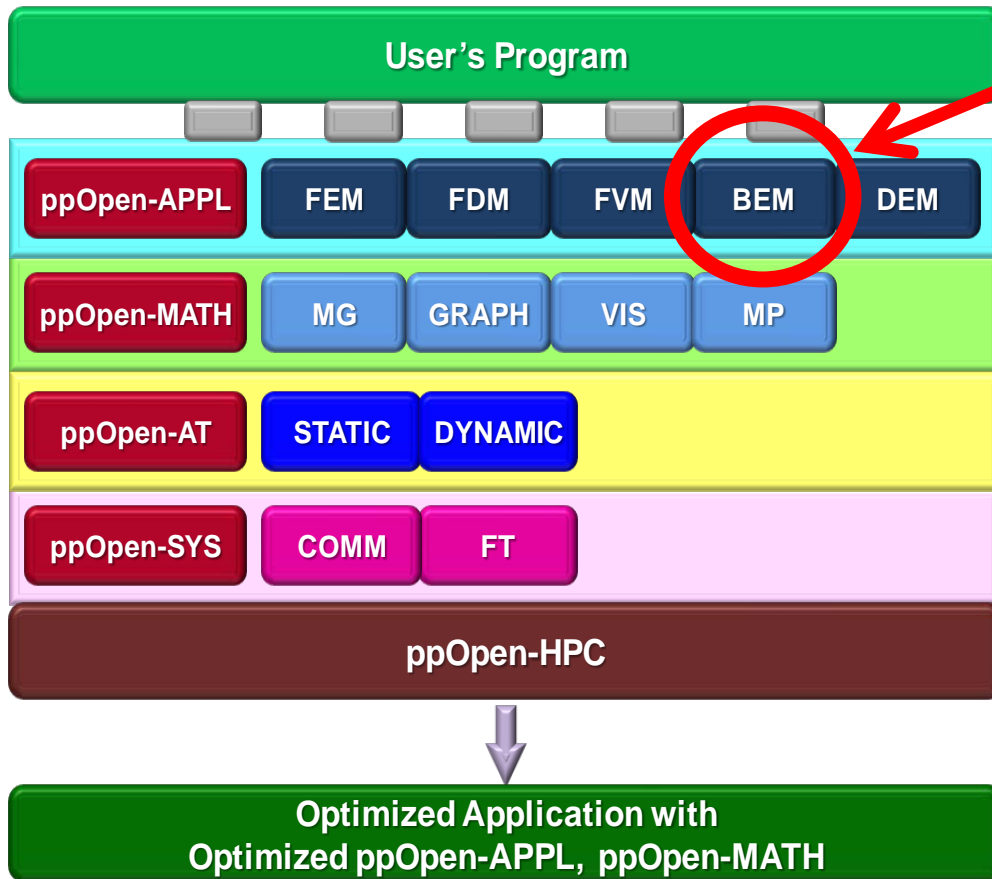 User’s Program
ppOpen-APPL FEM FDM FVM BEM DEM
ppOpen-MATH MG GRAPH VIS MP
ppOpen-AT STATIC DYNAMIC
ppOpen-SYS COMM FT
ppOpen-HPC
Optimized Application with
Optimized ppOpen-APPL, ppOpen-MATH